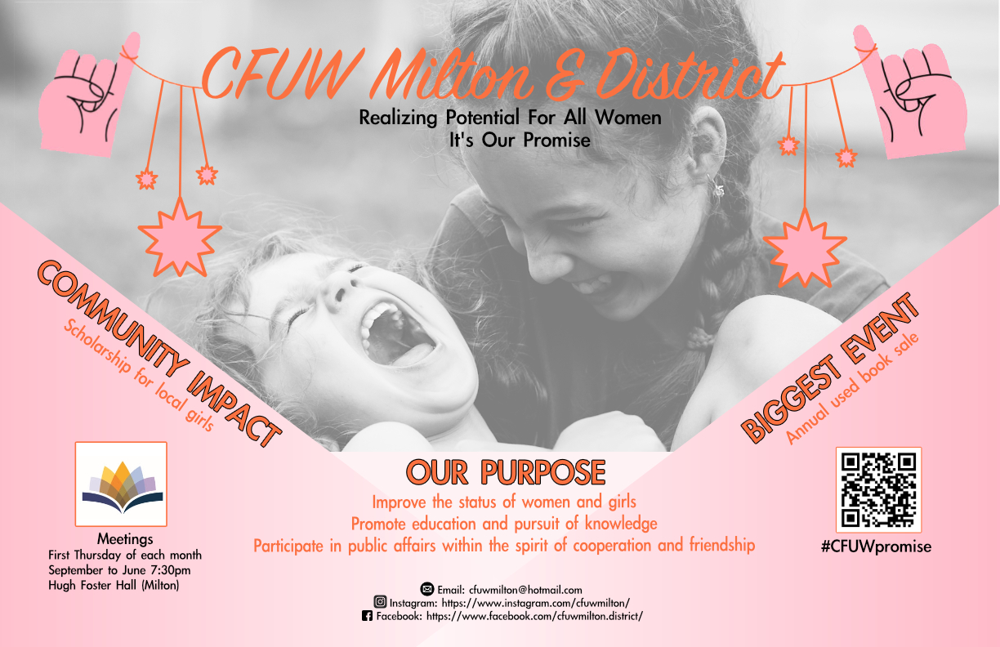 CFUW Milton & District
Realizing Potential For All Women
It's Our Promise
COMMUNITY IMPACT
Scholarship for local girls
BIGGEST EVENT
Annual used book sale
OUR PURPOSE
Improve the status of women and girls
Promote education and pursuit of knowledge
Participate in public affairs within the spirit of cooperation and friendship
Meetings
First Thursday of each month
September to June 7:30pm
Hugh Foster Hall (Milton)
#CFUWpromise
Email: cfuwmilton@hotmail.com
Instagram: https://www.instagram.com/cfuwmilton/
Facebook: https://www.facebook.com/cfuwmilton.district/